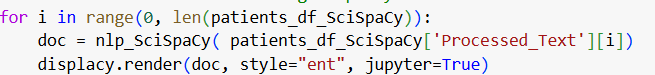 for i in range(0, len(patients_df_SciSpaCy)):
    doc = nlp_SciSpaCy( patients_df_SciSpaCy['Processed_Text'][i])
    displacy.render(doc, style="ent", jupyter=True)